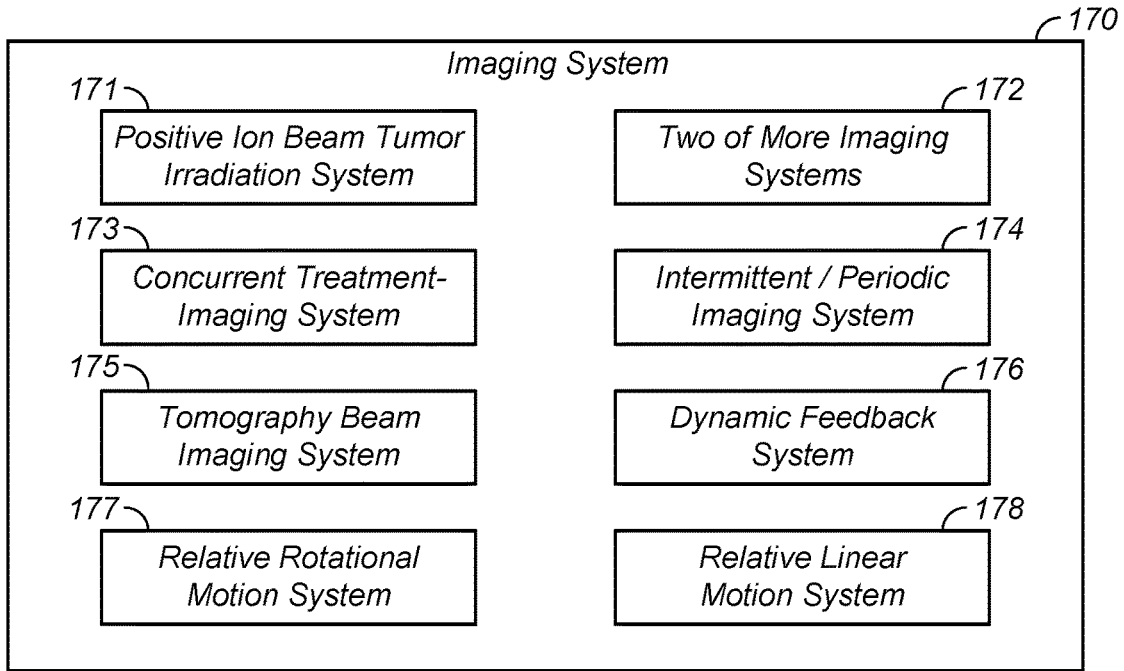 170
Imaging System
171
Positive Ion Beam Tumor
Irradiation System
172
Two of More Imaging
Systems
173
Concurrent Treatment-
Imaging System
174
Intermittent / Periodic
Imaging System
175
Tomography Beam
Imaging System
176
Dynamic Feedback
System
177
Relative Rotational
Motion System
178
Relative Linear
Motion System